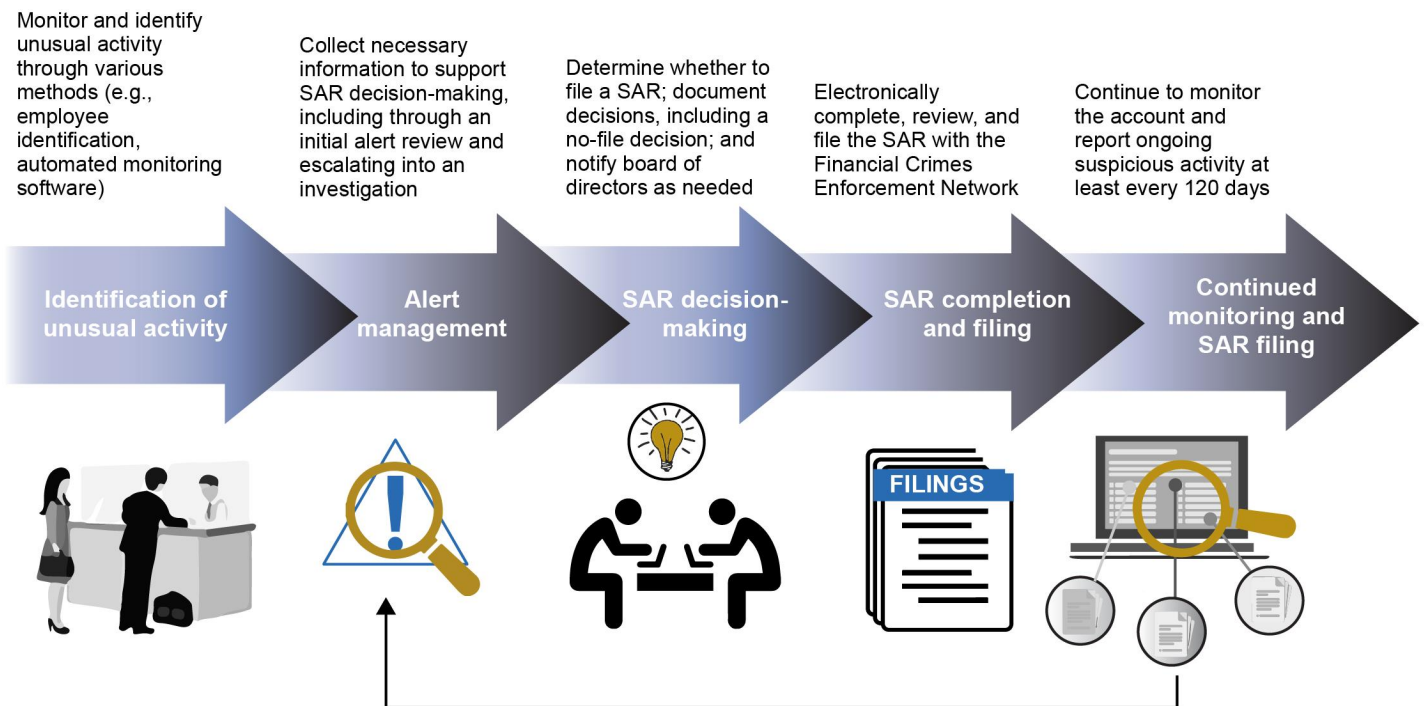 Monitor and identify
unusual activity
through various
methods (e.g.,
employee
identification,
automated monitoring
software)
Collect necessary
information to support
SAR decision-making,
including through an
initial alert review and
escalating into an
investigation
Determine whether to
file a SAR; document
decisions, including a
no-file decision; and
notify board of
directors as needed
Electronically
complete, review, and
file the SAR with the
Financial Crimes
Enforcement Network
Continue to monitor
the account and
report ongoing
suspicious activity at
least every 120 days
Identification of
unusual activity
Alert
management
SAR decision-
making
SAR completion
and filing
Continued
monitoring and
SAR filing
FILINGS